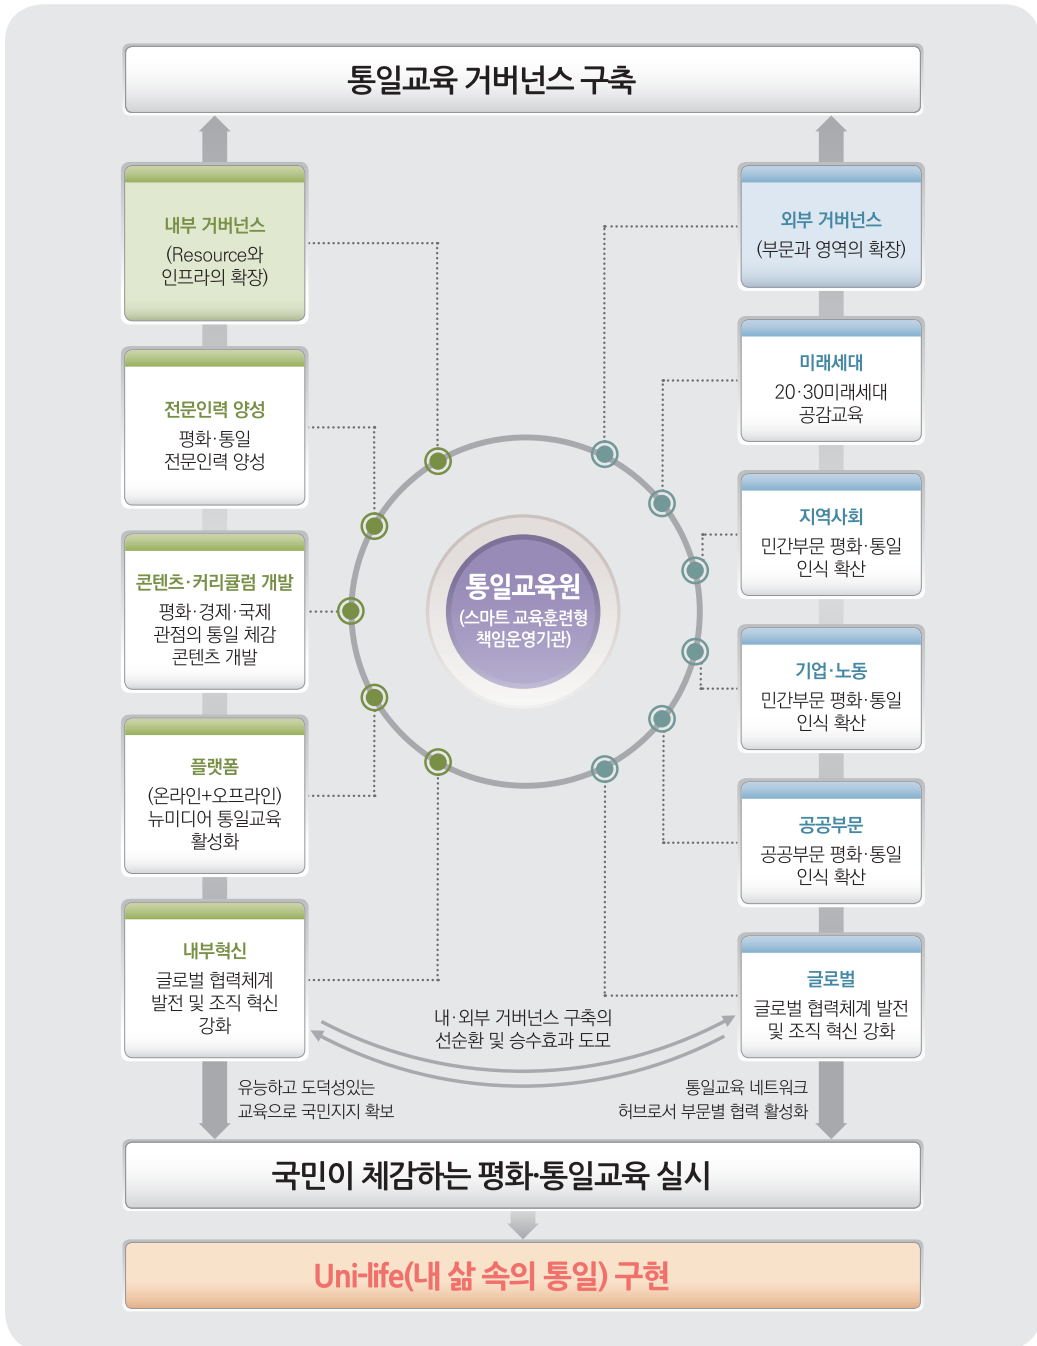 통일교육 거버넌스 구축
내부 거버넌스
(Resource와
인프라의 확장)
전문인력 양성
평화·통일
전문인력 양성
콘텐츠·커리큘럼 개발
평화·경제·국제
관점의 통일 체감
콘텐츠 개발
플랫폼
(온라인+오프라인)
뉴미디어 통일교육
활성화
내부혁신
글로벌 협력체계
발전 및 조직 혁신
강화
통일교육원
(스마트 교육훈련형
책임운영기관)
외부 거버넌스
(부문과 영역의 확장)
미래세대
20·30미래세대
공감교육
지역사회
민간부문 평화·통일
인식 확산
기업·노동
민간부문 평화·통일
인식 확산
공공부문
공공부문 평화·통일
인식 확산
글로벌
글로벌 협력체계 발전
및 조직 혁신 강화
내·외부 거버넌스 구축의
선순환 및 승수효과 도모
유능하고 도덕성있는
교육으로 국민지지 확보
통일교육 네트워크
허브로서 부문별 협력 활성화
국민이 체감하는 평화·통일교육 실시
Uni-life(내 삶 속의 통일) 구현